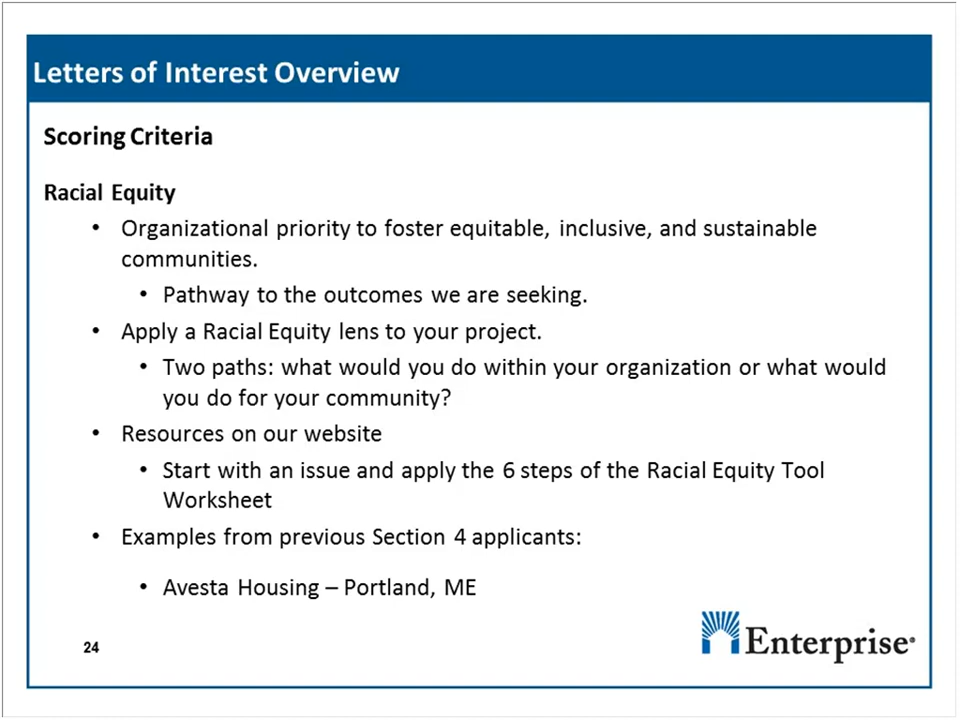 Letters of Interest Overview
Scoring Criteria
Racial Equity
• Organizational priority to foster equitable, inclusive, and sustainable
communities.
• Pathway to the outcomes we are seeking.
• Apply a Racial Equity lens to your project.
• Two paths: what would you do within your organization or what would
you do for your community?
• Resources on our website
• Start with an issue and apply the 6 steps of the Racial Equity Tool
Worksheet
• Examples from previous Section 4 applicants:
• Avesta Housing – Portland, ME
24
Enterprise®